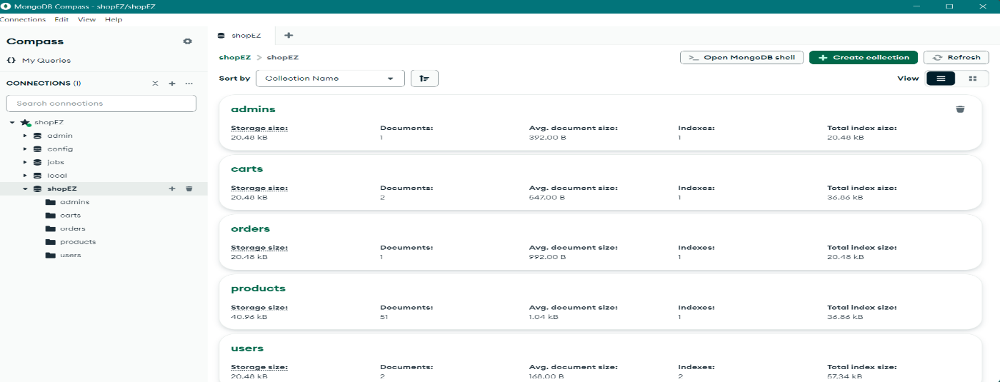 MongoDB Compass - shopEZ/shopEZ
Connections Edit View Help
Compass
My Queries
CONNECTIONS (1)
Search connections
shopEZ
admin
config
jobs
local
shopEZ
admins
carts
orders
products
users
shopEZ
shopEZ > shopEZ
>_ Open MongoDB shell
Create collection
Refresh
Sort by Collection Name
View
admins
Storage size: Documents: Avg. document size: Indexes: Total index size:
20.48 kB 1 392.00 B 1 20.48 kB
carts
Storage size: Documents: Avg. document size: Indexes: Total index size:
20.48 kB 2 547.00 B 1 36.86 kB
orders
Storage size: Documents: Avg. document size: Indexes: Total index size:
20.48 kB 1 992.00 B 1 20.48 kB
products
Storage size: Documents: Avg. document size: Indexes: Total index size:
40.96 kB 51 1.04 kB 1 36.86 kB
users
Storage size: Documents: Avg. document size: Indexes: Total index size:
20.48 kB 2 168.00 B 2 57.34 kB